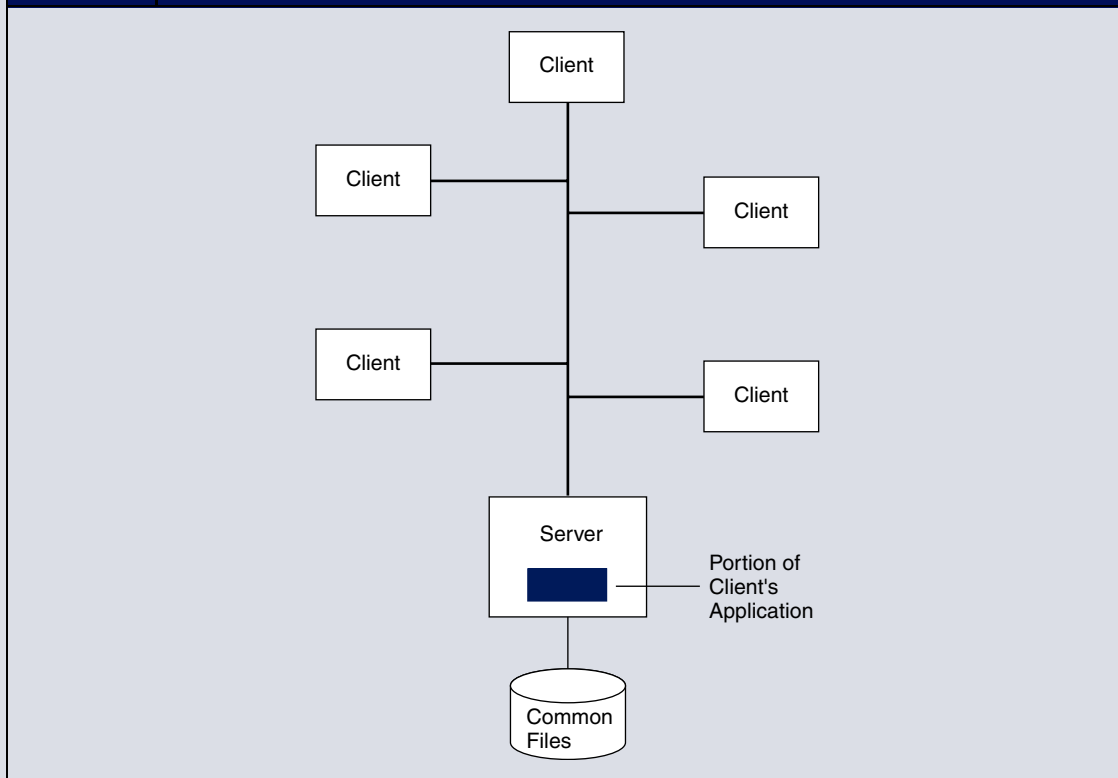 Client
Client
Client
Client
Client
Server
Portion of
Client's
Application
Common
Files